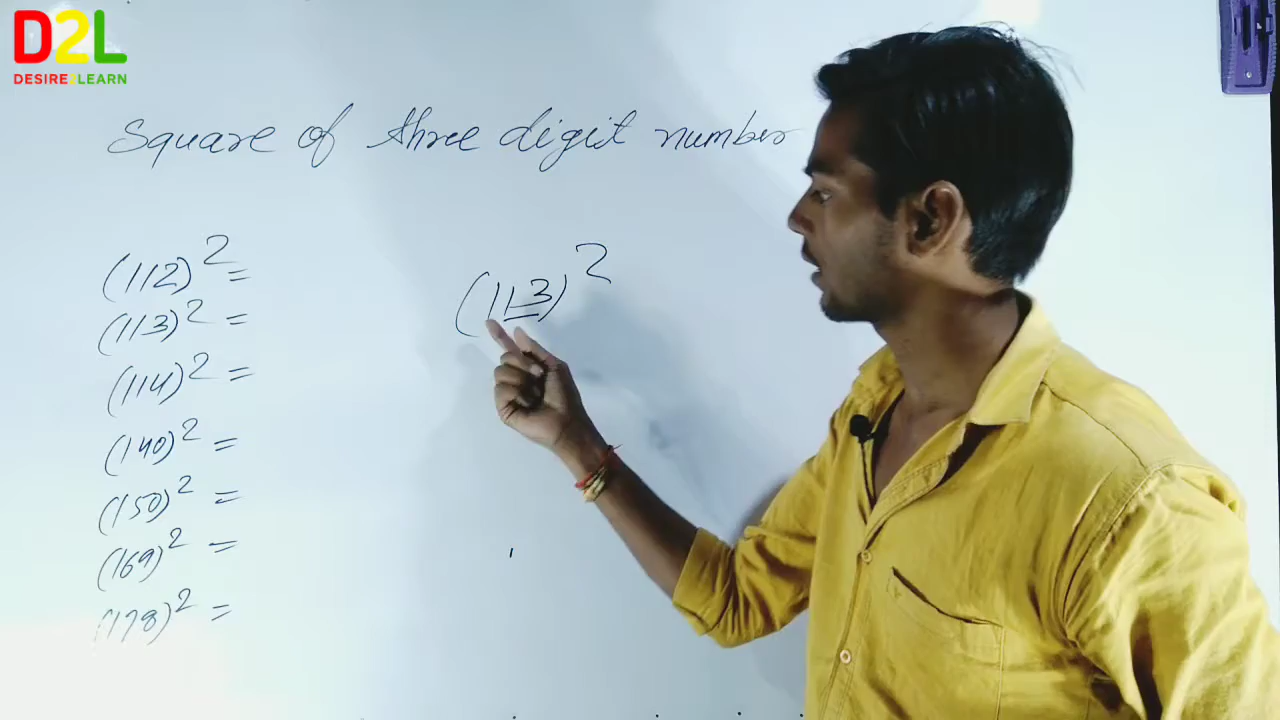 D2L
DESIRE2LEARN
Square of three digit number
(112)² =
(113)² =
(114)² =
(140)² =
(150)² =
(169)² =
(178)² =
(113)²